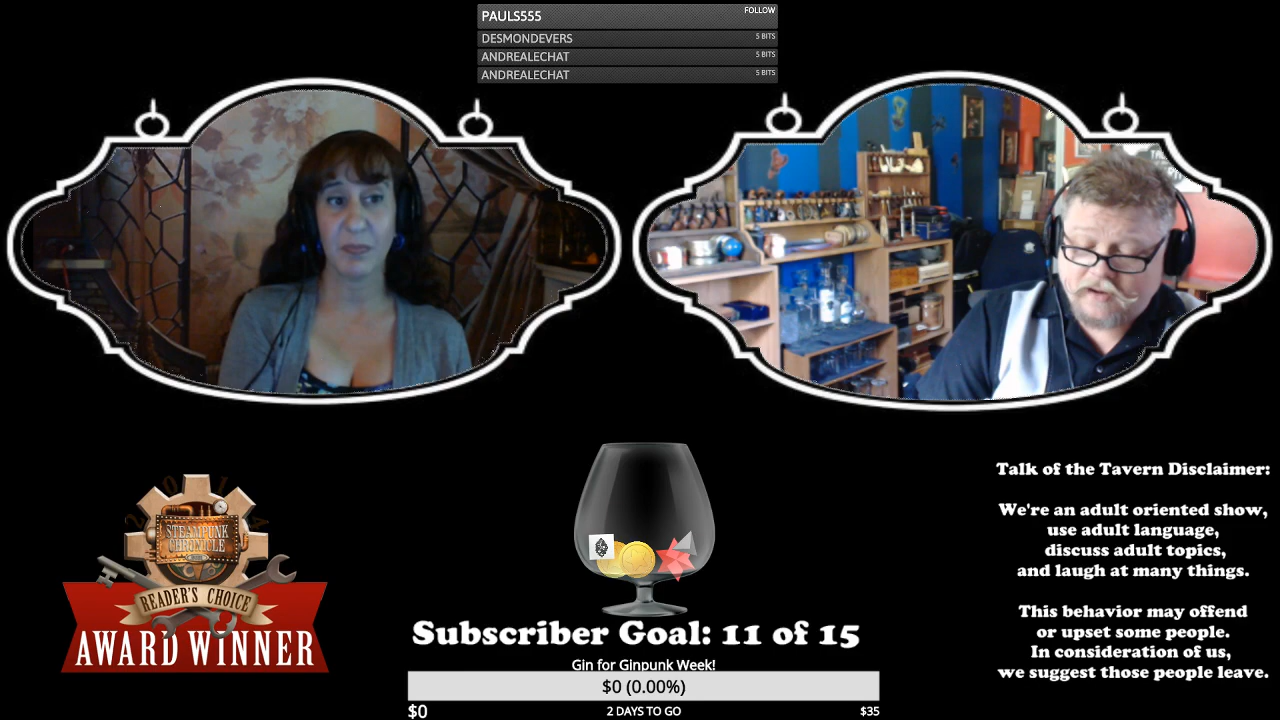 PAULS555 FOLLOW
DESMONDEVERS 5 BITS
ANDREALECHAT 5 BITS
ANDREALECHAT 5 BITS
STEAMPUNK
CHRONICLE
READER'S CHOICE
AWARD WINNER
Subscriber Goal: 11 of 15
Gin for Ginpunk Week!
$0 (0.00%)
$0 2 DAYS TO GO $35
Talk of the Tavern Disclaimer:
We're an adult oriented show,
use adult language,
discuss adult topics,
and laugh at many things.
This behavior may offend
or upset some people.
In consideration of us,
we suggest those people leave.